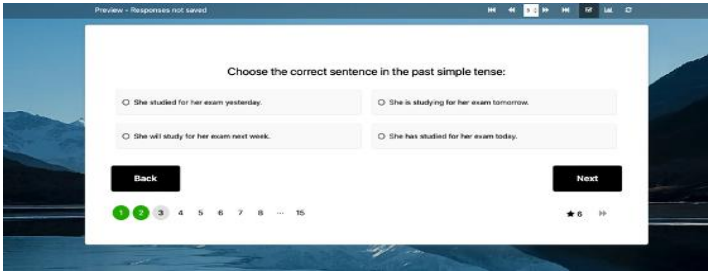 Preview - Responses not saved
3
Choose the correct sentence in the past simple tense:
She studied for her exam yesterday.
She is studying for her exam tomorrow.
She will study for her exam next week.
She has studied for her exam today.
Back
Next
1 2 3 4 5 6 7 8 ... 15
6